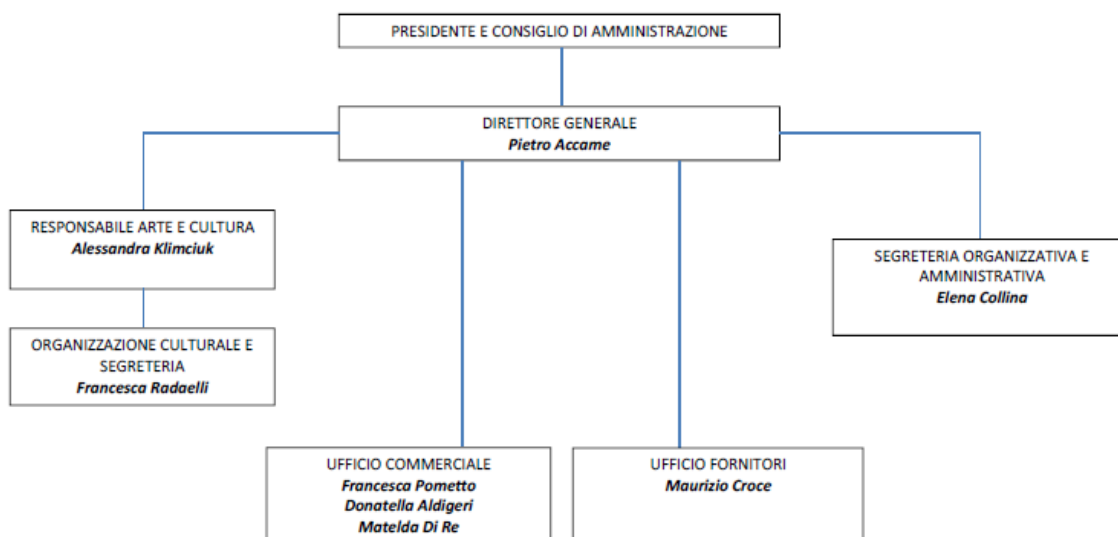 PRESIDENTE E CONSIGLIO DI AMMINISTRAZIONE
DIRETTORE GENERALE
Pietro Accame
RESPONSABILE ARTE E CULTURA
Alessandra Klimciuk
SEGRETERIA ORGANIZZATIVA E
AMMINISTRATIVA
Elena Collina
ORGANIZZAZIONE CULTURALE E
SEGRETERIA
Francesca Radaelli
UFFICIO COMMERCIALE
Francesca Pometto
Donatella Aldigeri
Matelda Di Re
UFFICIO FORNITORI
Maurizio Croce